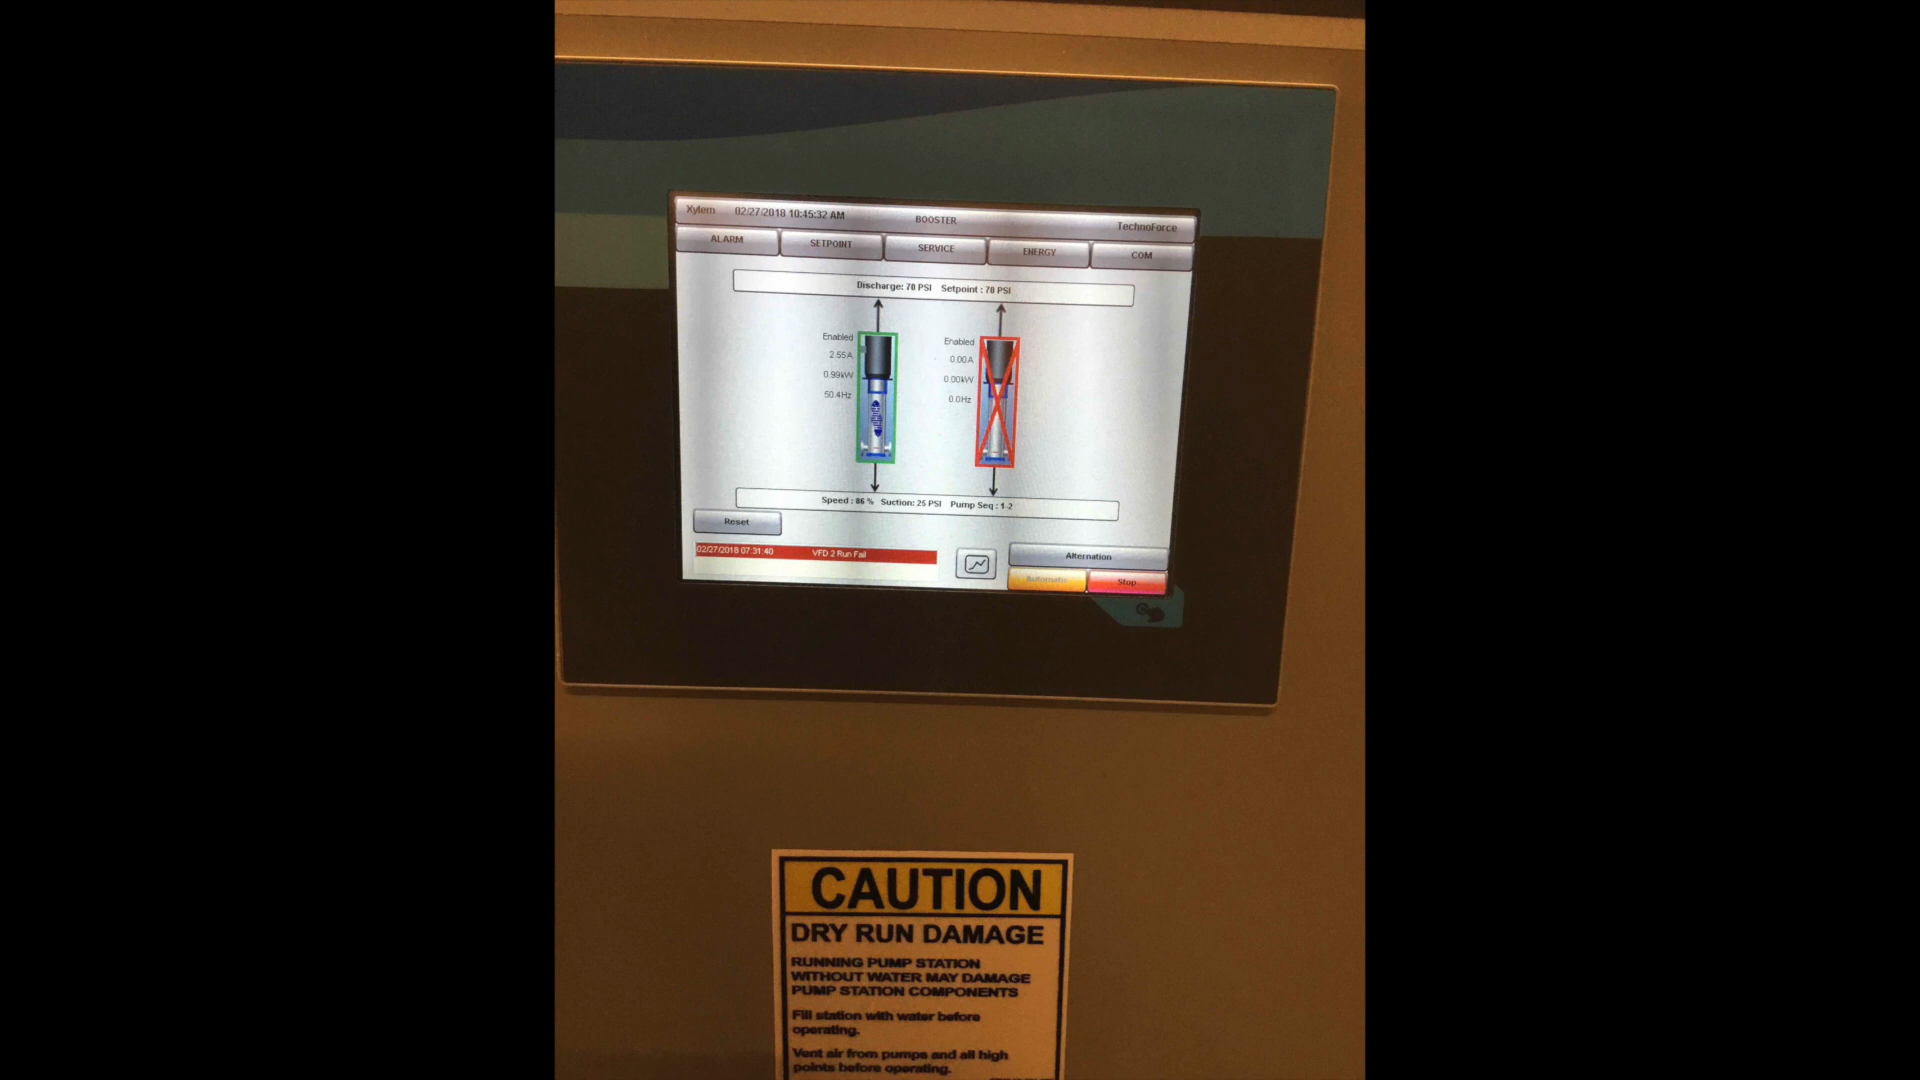 Xylem 02/27/2018 10:45:32 AM BOOSTER TechnoForce
ALARM SETPOINT SERVICE ENERGY COM
Discharge: 70 PSI Setpoint : 70 PSI
Enabled Enabled
2.55A 0.00A
0.99kW 0.00kW
50.4Hz 0.0Hz
Speed : 86 % Suction: 25 PSI Pump Seq : 1-2
Reset
02/27/2018 07:31:40 VFD 2 Run Fail
Alternation
Automatic Stop
CAUTION
DRY RUN DAMAGE
RUNNING PUMP STATION
WITHOUT WATER MAY DAMAGE
PUMP STATION COMPONENTS
Fill station with water before
operating.
Vent air from pumps and all high
points before operating.